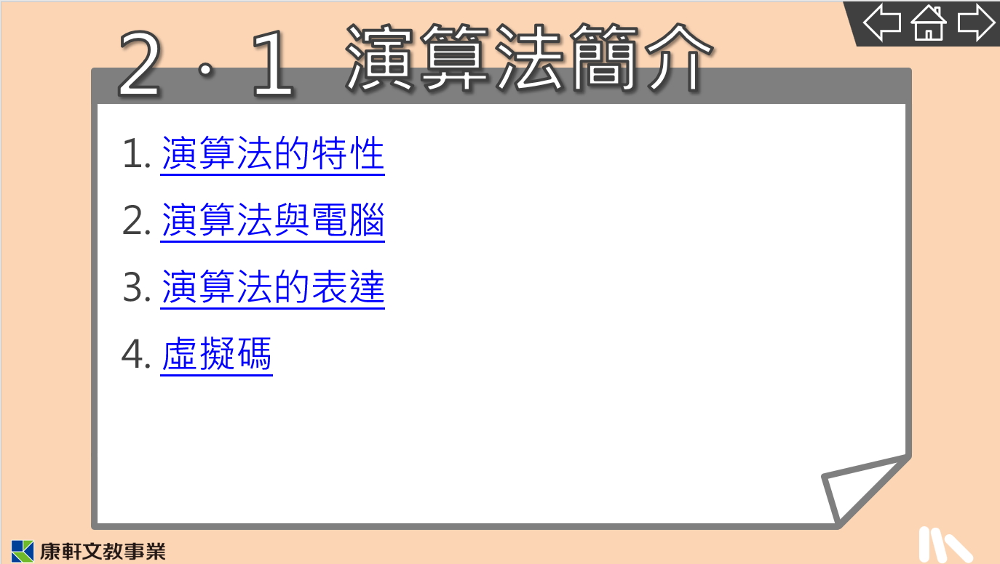 2·1 演算法簡介
1. 演算法的特性
2. 演算法與電腦
3. 演算法的表達
4. 虛擬碼
康軒文教事業